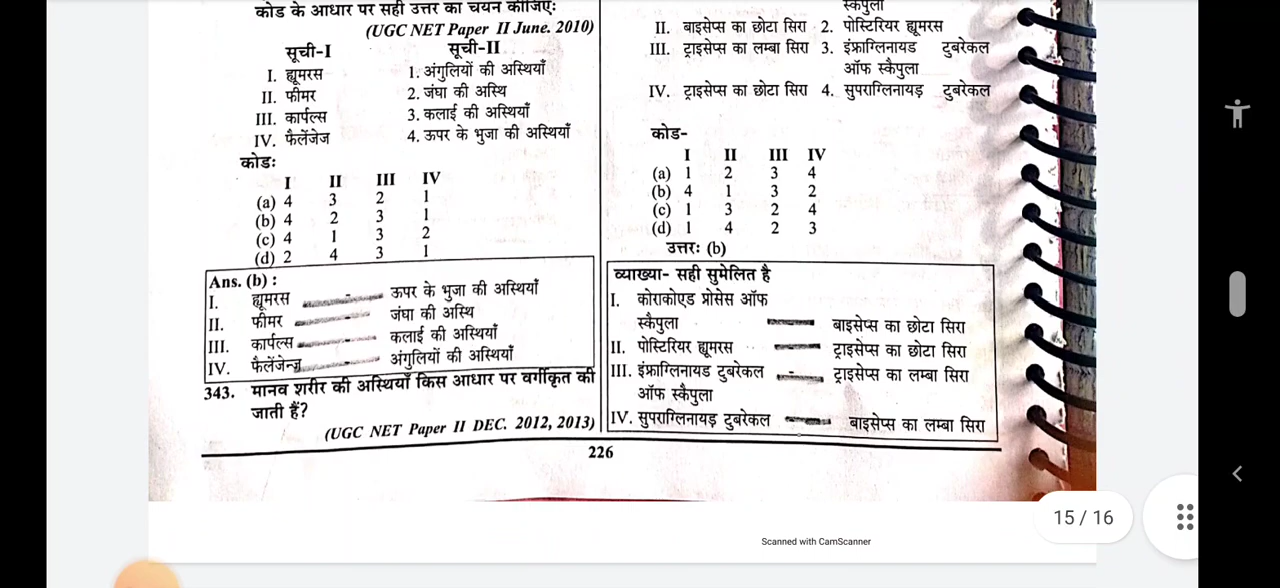 कोड के आधार पर सही उत्तर का चयन कीजिएः
(UGC NET Paper II June. 2010)
सूची-I सूची-II
I. ह्यूमरस 1. अंगुलियों की अस्थियाँ
II. फीमर 2. जंघा की अस्थि
III. कार्पल्स 3. कलाई की अस्थियाँ
IV. फैलेंजेज 4. ऊपर के भुजा की अस्थियाँ
कोडः
I II III IV
(a) 4 3 2 1
(b) 4 2 3 1
(c) 4 1 3 2
(d) 2 4 3 1
Ans. (b) :
I. ह्यूमरस - ऊपर के भुजा की अस्थियाँ
II. फीमर - जंघा की अस्थि
III. कार्पल्स - कलाई की अस्थियाँ
IV. फैलेंजेन्ज - अंगुलियों की अस्थियाँ
343. मानव शरीर की अस्थियाँ किस आधार पर वर्गीकृत की
जाती हैं?
(UGC NET Paper II DEC. 2012, 2013)
स्कैपुला
II. बाइसेप्स का छोटा सिरा 2. पोस्टिरियर ह्यूमरस
III. ट्राइसेप्स का लम्बा सिरा 3. इंफ्राग्लिनायड टुबरेकल
ऑफ स्कैपुला
IV. ट्राइसेप्स का छोटा सिरा 4. सुपराग्लिनायड़ टुबरेकल
कोड-
I II III IV
(a) 1 2 3 4
(b) 4 1 3 2
(c) 1 3 2 4
(d) 1 4 2 3
उत्तरः (b)
व्याख्या- सही सुमेलित है
I. कोराकोएड प्रोसेस ऑफ
स्कैपुला - बाइसेप्स का छोटा सिरा
II. पोस्टिरियर ह्यूमरस - ट्राइसेप्स का छोटा सिरा
III. इंफ्राग्लिनायड टुबरेकल - ट्राइसेप्स का लम्बा सिरा
ऑफ स्कैपुला
IV. सुपराग्लिनायड़ टुबरेकल - बाइसेप्स का लम्बा सिरा
226
15 / 16
Scanned with CamScanner